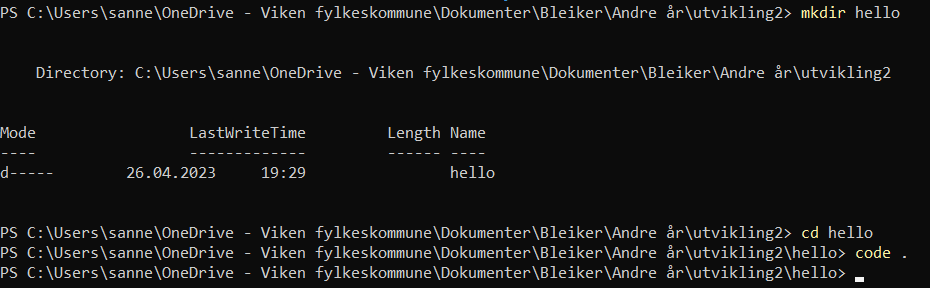 PS C:\Users\sanne\OneDrive - Viken fylkeskommune\Dokumenter\Bleiker\Andre år\utvikling2> mkdir hello
Directory: C:\Users\sanne\OneDrive - Viken fylkeskommune\Dokumenter\Bleiker\Andre år\utvikling2
Mode                 LastWriteTime         Length Name
----                 -------------         ------ ----
d-----        26.04.2023     19:29                hello
PS C:\Users\sanne\OneDrive - Viken fylkeskommune\Dokumenter\Bleiker\Andre år\utvikling2> cd hello
PS C:\Users\sanne\OneDrive - Viken fylkeskommune\Dokumenter\Bleiker\Andre år\utvikling2\hello> code .
PS C:\Users\sanne\OneDrive - Viken fylkeskommune\Dokumenter\Bleiker\Andre år\utvikling2\hello>